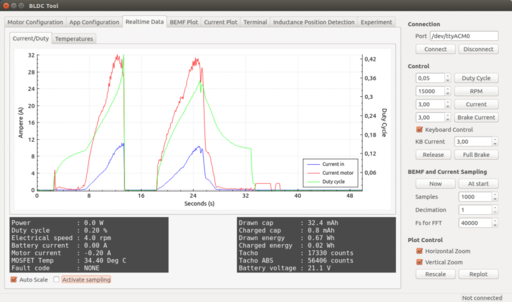 BLDC Tool
Motor Configuration App Configuration Realtime Data BEMF Plot Current Plot Terminal Inductance Position Detection Experiment
Current/Duty Temperatures
Ampere (A)
32
28
24
20
16
12
8
4
0
0,42
0,36
0,30
0,24
0,18
0,12
0,06
Duty Cycle
Current in
Current motor
Duty cycle
0 8 16 24 32 40 48
Seconds (s)
Power : 0.0 W
Duty cycle : 0.20 %
Electrical speed : 4.0 rpm
Battery current : 0.00 A
Motor current : -0.20 A
MOSFET Temp : 34.40 Deg C
Fault code : NONE
Drawn cap : 32.4 mAh
Charged cap : 0.8 mAh
Drawn energy : 0.67 Wh
Charged energy : 0.02 Wh
Tacho : 17330 counts
Tacho ABS : 56406 counts
Battery voltage : 21.1 V
Auto Scale Activate sampling
Connection
Port /dev/ttyACM0
Connect Disconnect
Control
0,05 Duty Cycle
15000 RPM
3,00 Current
3,00 Brake Current
Keyboard Control
KB Current 3,00
Release Full Brake
BEMF and Current Sampling
Now At start
Samples 1000
Decimation 1
Fs for FFT 40000
Plot Control
Horizontal Zoom
Vertical Zoom
Rescale Replot
Not connected